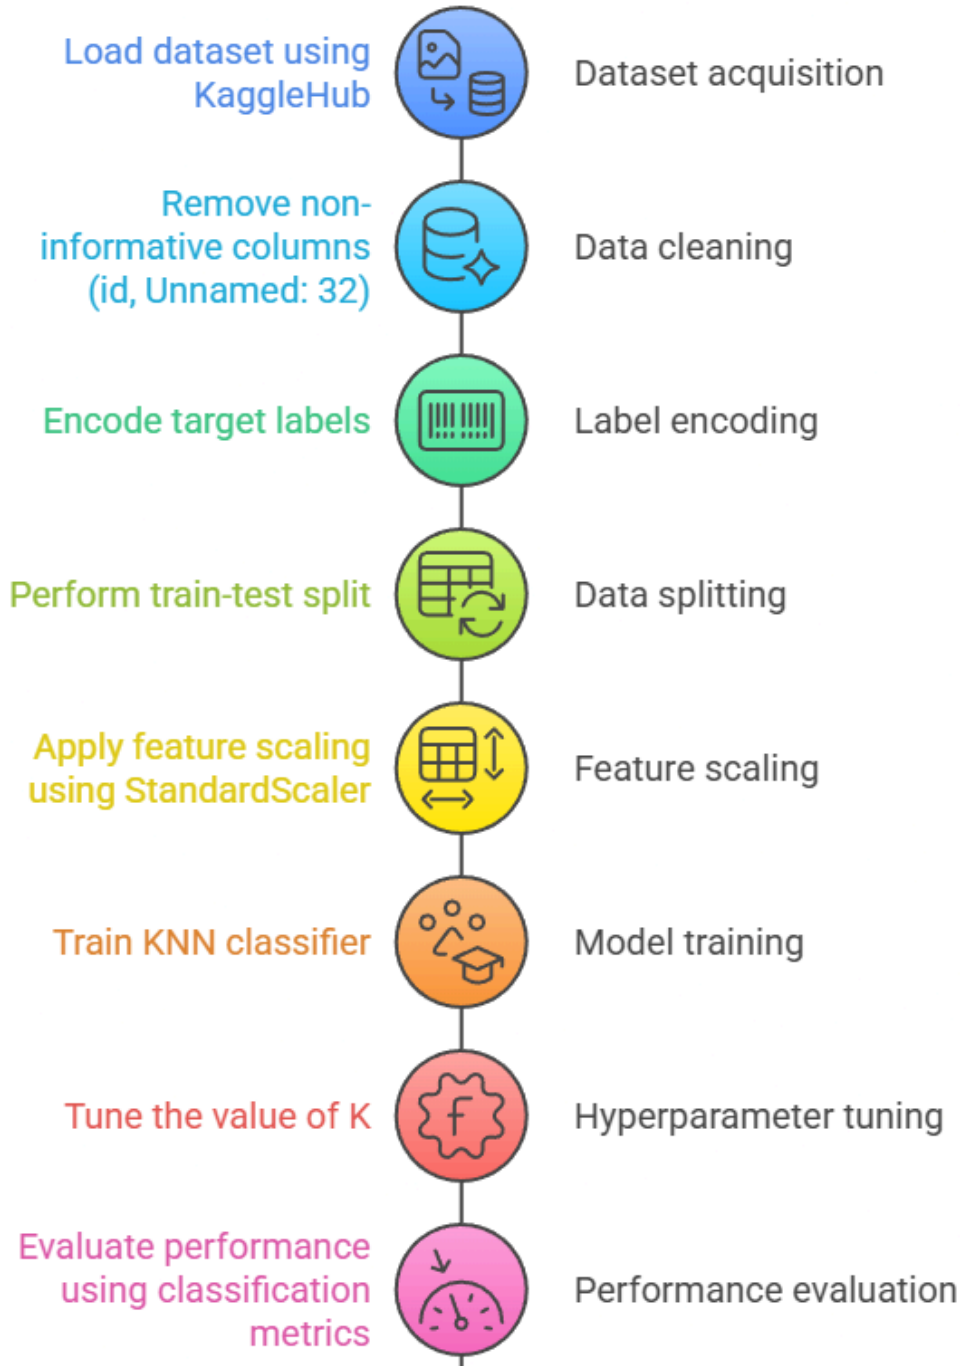 Load dataset using
KaggleHub
Dataset acquisition
Remove non-
informative columns
(id, Unnamed: 32)
Data cleaning
Encode target labels
Label encoding
Perform train-test split
Data splitting
Apply feature scaling
using StandardScaler
Feature scaling
Train KNN classifier
Model training
Tune the value of K
f
Hyperparameter tuning
Evaluate performance
using classification
metrics
Performance evaluation